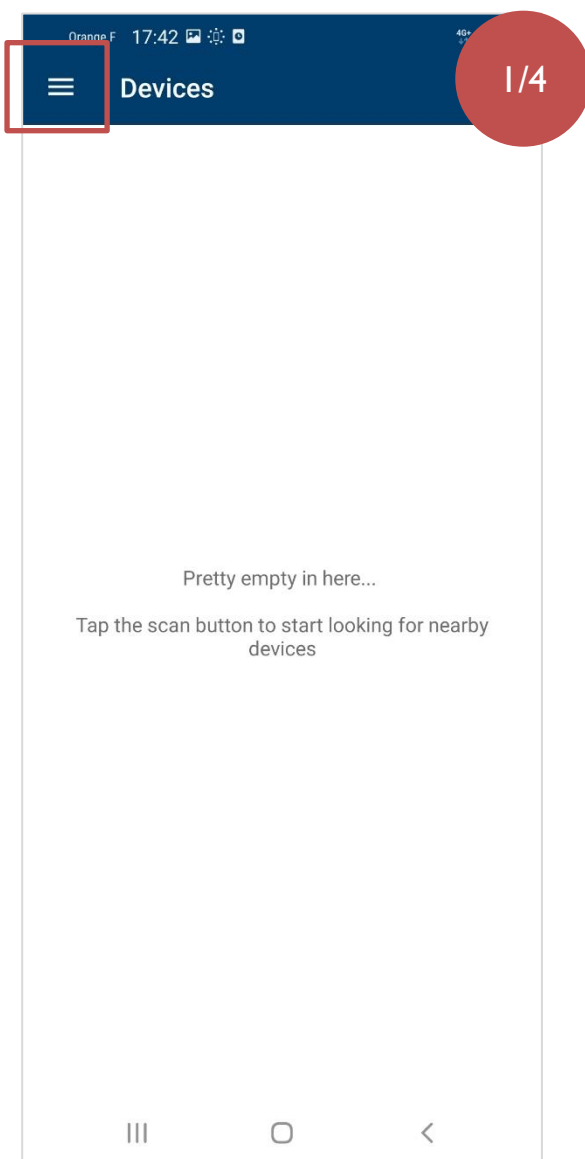 Orange F 17:42 4G+
Devices
1/4
Pretty empty in here...
Tap the scan button to start looking for nearby
devices